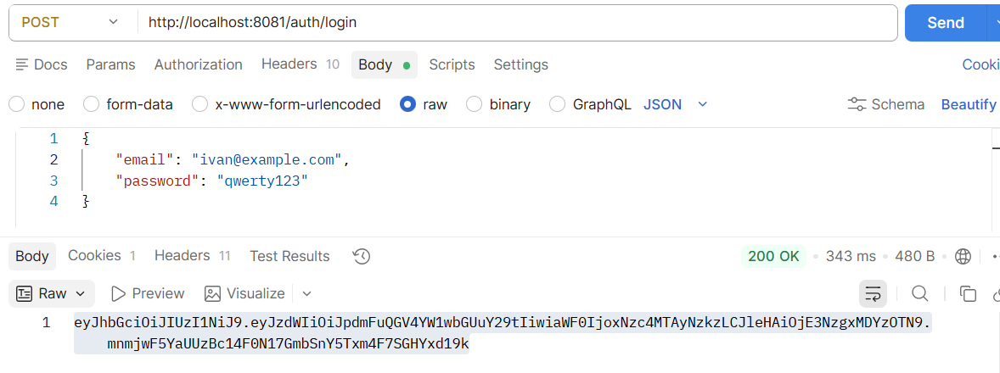 POST http://localhost:8081/auth/login Send
Docs Params Authorization Headers 10 Body Scripts Settings Cooki
none form-data x-www-form-urlencoded raw binary GraphQL JSON Schema Beautify
1 {
2 "email": "ivan@example.com",
3 "password": "qwerty123"
4 }
Body Cookies 1 Headers 11 Test Results 200 OK 343 ms 480 B
Raw Preview Visualize
1 eyJhbGciOiJIUzI1NiJ9.eyJzdWIiOiJpdmFuQGV4YW1wbGUuY29tIiwiaWF0IjoxNzc4MTAyNzkzLCJleHAiOjE3NzgxMDYzOTN9.
mnmjwF5YaUUzBc14F0N17GmbSnY5Txm4F7SGHYxd19k